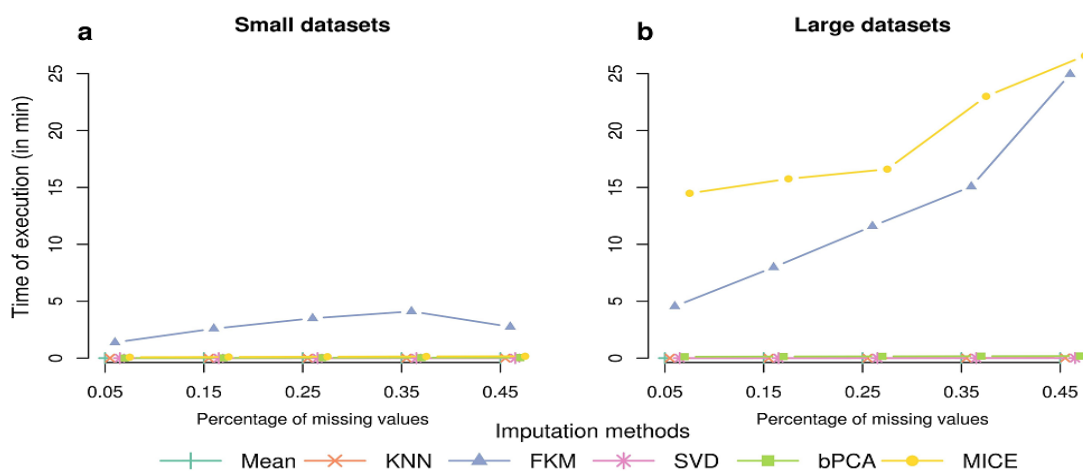 a Small datasets
b Large datasets
Time of execution (in min)
25
20
15
10
5
0
0.05 0.15 0.25 0.35 0.45
Percentage of missing values
25
20
15
10
5
0
0.05 0.15 0.25 0.35 0.45
Percentage of missing values
Imputation methods
Mean KNN FKM SVD bPCA MICE